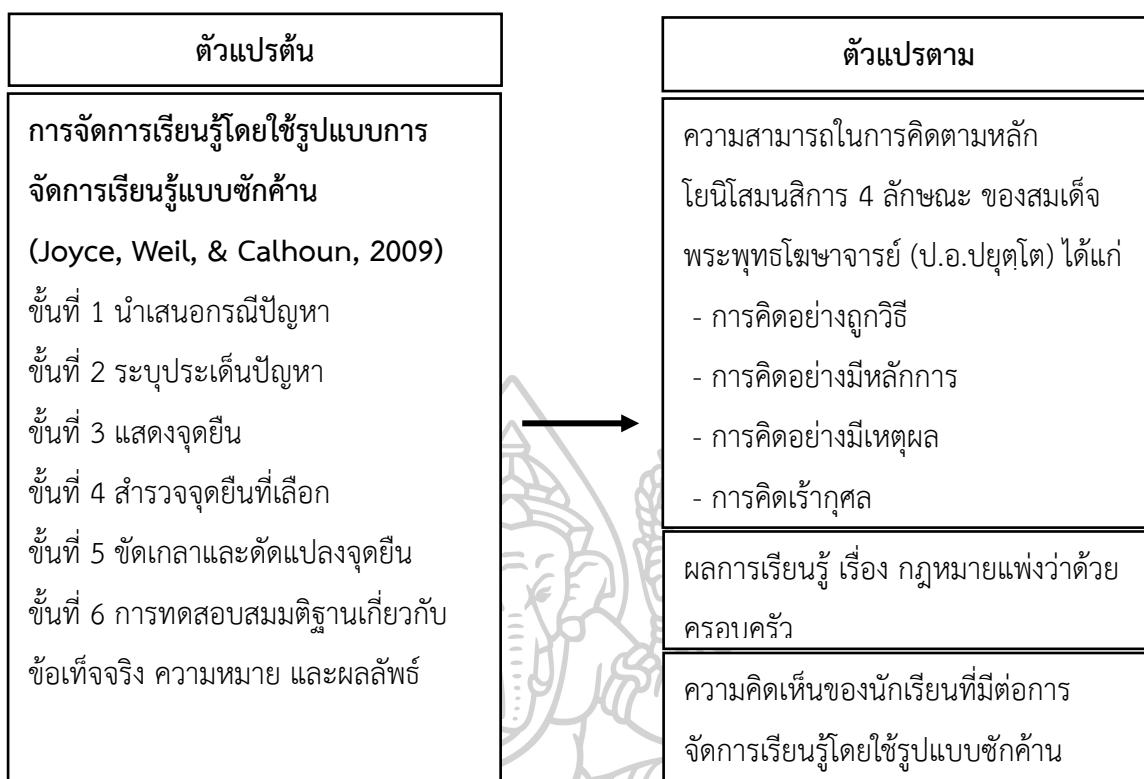 ตัวแปรต้น
การจัดการเรียนรู้โดยใช้รูปแบบการ
จัดการเรียนรู้แบบซักค้าน
(Joyce, Weil, & Calhoun, 2009)
ขั้นที่ 1 นำเสนอกรณีปัญหา
ขั้นที่ 2 ระบุประเด็นปัญหา
ขั้นที่ 3 แสดงจุดยืน
ขั้นที่ 4 สำรวจจุดยืนที่เลือก
ขั้นที่ 5 ขัดเกลาและดัดแปลงจุดยืน
ขั้นที่ 6 การทดสอบสมมติฐานเกี่ยวกับ
ข้อเท็จจริง ความหมาย และผลลัพธ์
ตัวแปรตาม
ความสามารถในการคิดตามหลัก
โยนิโสมนสิการ 4 ลักษณะ ของสมเด็จ
พระพุทธโฆษาจารย์ (ป.อ.ปยุตฺโต) ได้แก่
- การคิดอย่างถูกวิธี
- การคิดอย่างมีหลักการ
- การคิดอย่างมีเหตุผล
- การคิดเร้ากุศล
ผลการเรียนรู้ เรื่อง กฎหมายแพ่งว่าด้วย
ครอบครัว
ความคิดเห็นของนักเรียนที่มีต่อการ
จัดการเรียนรู้โดยใช้รูปแบบซักค้าน